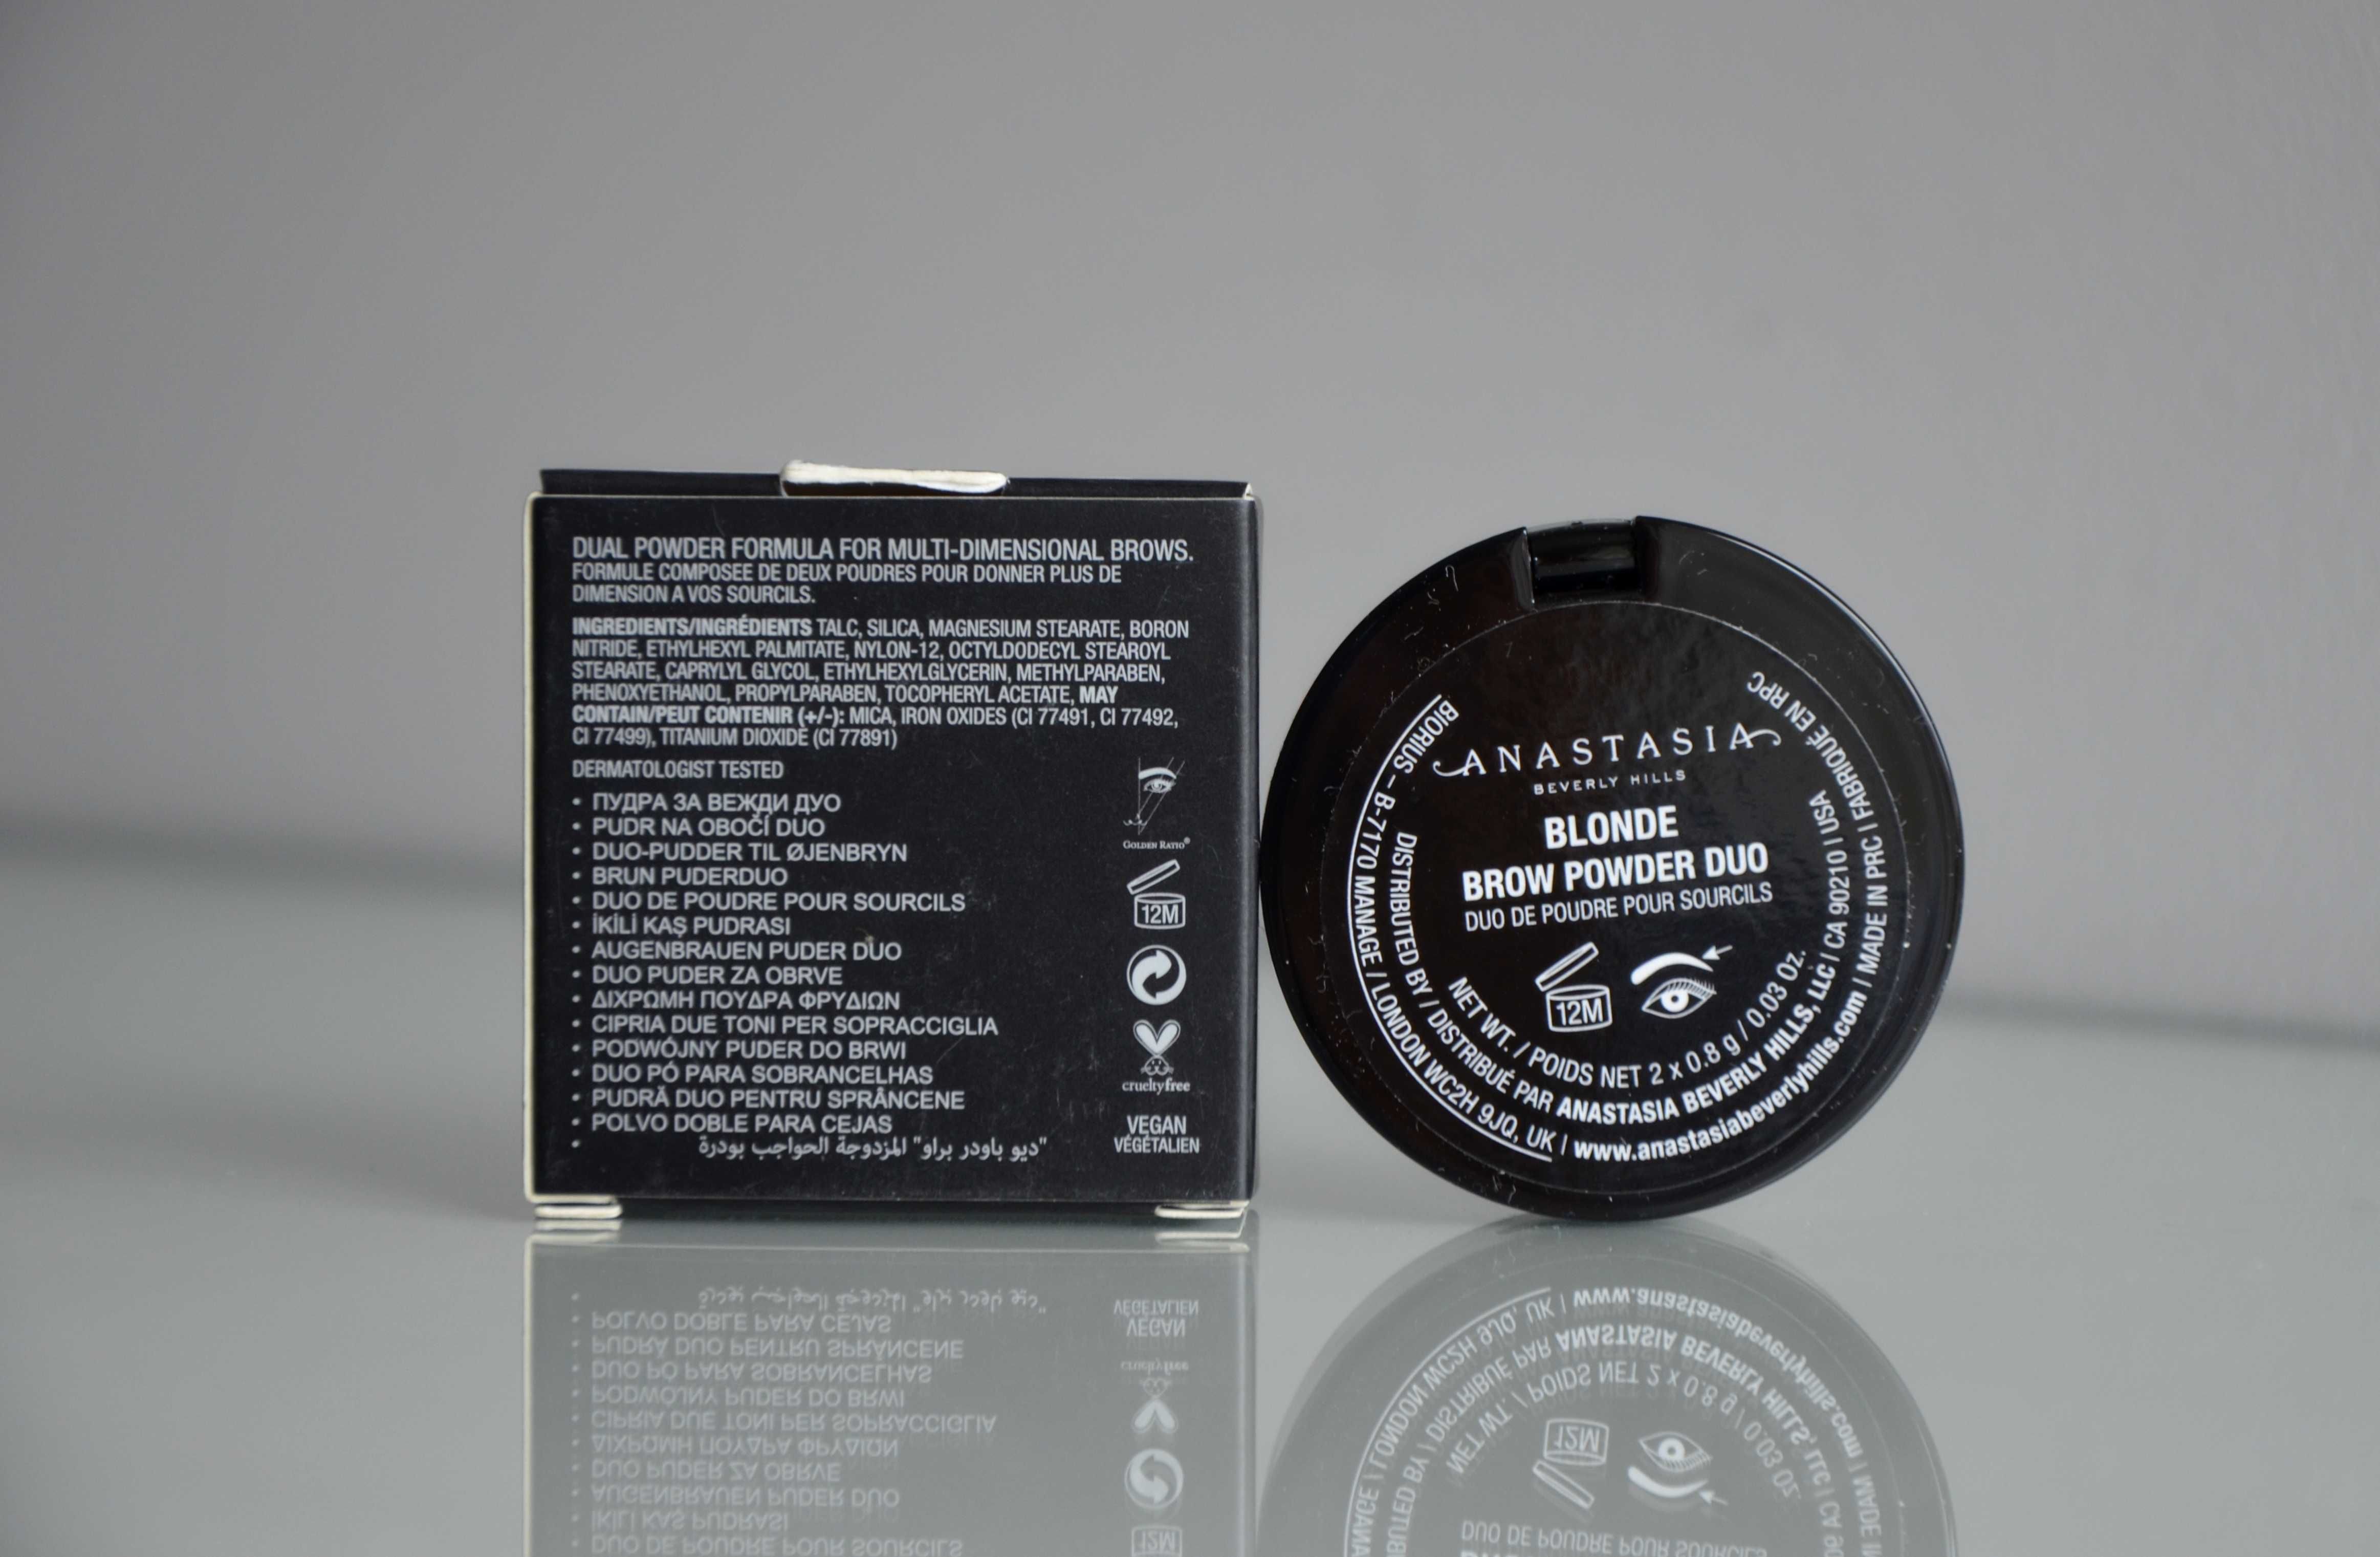 DUAL POWDER FORMULA FOR MULTI-DIMENSIONAL BROWS.
FORMULE COMPOSEE DE DEUX POUDRES POUR DONNER PLUS DE
DIMENSION A VOS SOURCILS.
INGREDIENTS/INGRÉDIENTS TALC, SILICA, MAGNESIUM STEARATE, BORON
NITRIDE, ETHYLHEXYL PALMITATE, NYLON-12, OCTYLDODECYL STEAROYL
STEARATE, CAPRYLYL GLYCOL, ETHYLHEXYLGLYCERIN, METHYLPARABEN,
PHENOXYETHANOL, PROPYLPARABEN, TOCOPHERYL ACETATE, MAY
CONTAIN/PEUT CONTENIR (+/-): MICA, IRON OXIDES (CI 77491, CI 77492,
CI 77499), TITANIUM DIOXIDE (CI 77891)
DERMATOLOGIST TESTED
• ПУДРА ЗА ВЕЖДИ ДУО
• PUDR NA OBOČÍ DUO
• DUO-PUDDER TIL ØJENBRYN
• BRUN PUDERDUO
• DUO DE POUDRE POUR SOURCILS
• İKİLİ KAŞ PUDRASI
• AUGENBRAUEN PUDER DUO
• DUO PUDER ZA OBRVE
• ΔΙΧΡΩΜΗ ΠΟΥΔΡΑ ΦΡΥΔΙΩΝ
• CIPRIA DUE TONI PER SOPRACCIGLIA
• PODWÓJNY PUDER DO BRWI
• DUO PÓ PARA SOBRANCELHAS
• PUDRĂ DUO PENTRU SPRÂNCENE
• POLVO DOBLE PARA CEJAS
• "ديو باودر براو" المزدوجة الحواجب بودرة
GOLDEN RATIO®
12M
crueltyfree
VEGAN
VÉGÉTALIEN
ANASTASIA
BEVERLY HILLS
BLONDE
BROW POWDER DUO
DUO DE POUDRE POUR SOURCILS
12M
NET WT. / POIDS NET 2 x 0.8 g / 0.03 Oz.
DISTRIBUTED BY / DISTRIBUÉ PAR ANASTASIA BEVERLY HILLS, LLC | CA 90210 | USA
BIORIUS – B-7170 MANAGE / LONDON WC2H 9JQ, UK | www.anastasiabeverlyhills.com | MADE IN PRC | FABRIQUÉ EN RPC